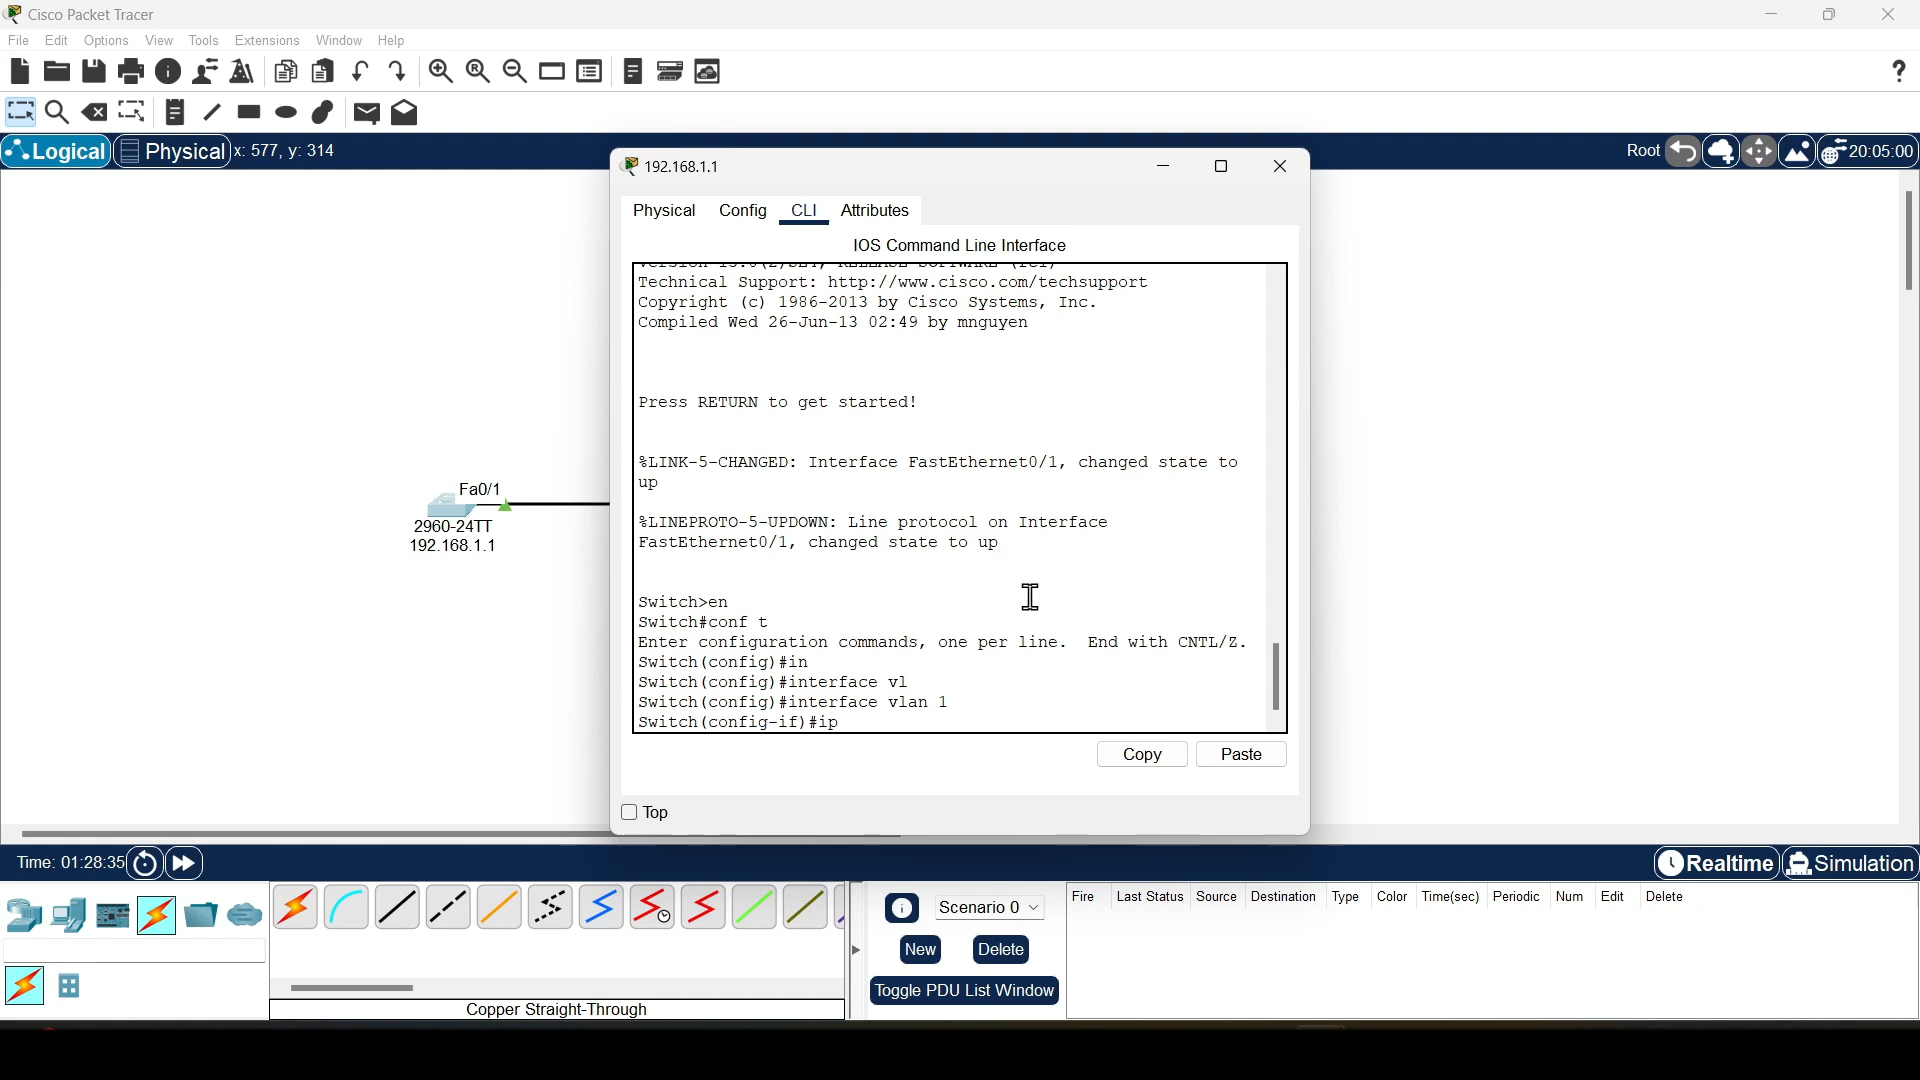 Cisco Packet Tracer
File Edit Options View Tools Extensions Window Help
?
Logical Physical x: 577, y: 314
Root 20:05:00
192.168.1.1
Physical Config CLI Attributes
IOS Command Line Interface
Technical Support: http://www.cisco.com/techsupport
Copyright (c) 1986-2013 by Cisco Systems, Inc.
Compiled Wed 26-Jun-13 02:49 by mnguyen
Press RETURN to get started!
%LINK-5-CHANGED: Interface FastEthernet0/1, changed state to
up
%LINEPROTO-5-UPDOWN: Line protocol on Interface
FastEthernet0/1, changed state to up
Switch>en
Switch#conf t
Enter configuration commands, one per line.  End with CNTL/Z.
Switch(config)#in
Switch(config)#interface vl
Switch(config)#interface vlan 1
Switch(config-if)#ip
Copy Paste
Top
Fa0/1
2960-24TT
192.168.1.1
Time: 01:28:35
Realtime Simulation
Copper Straight-Through
Scenario 0
New Delete
Toggle PDU List Window
Fire Last Status Source Destination Type Color Time(sec) Periodic Num Edit Delete